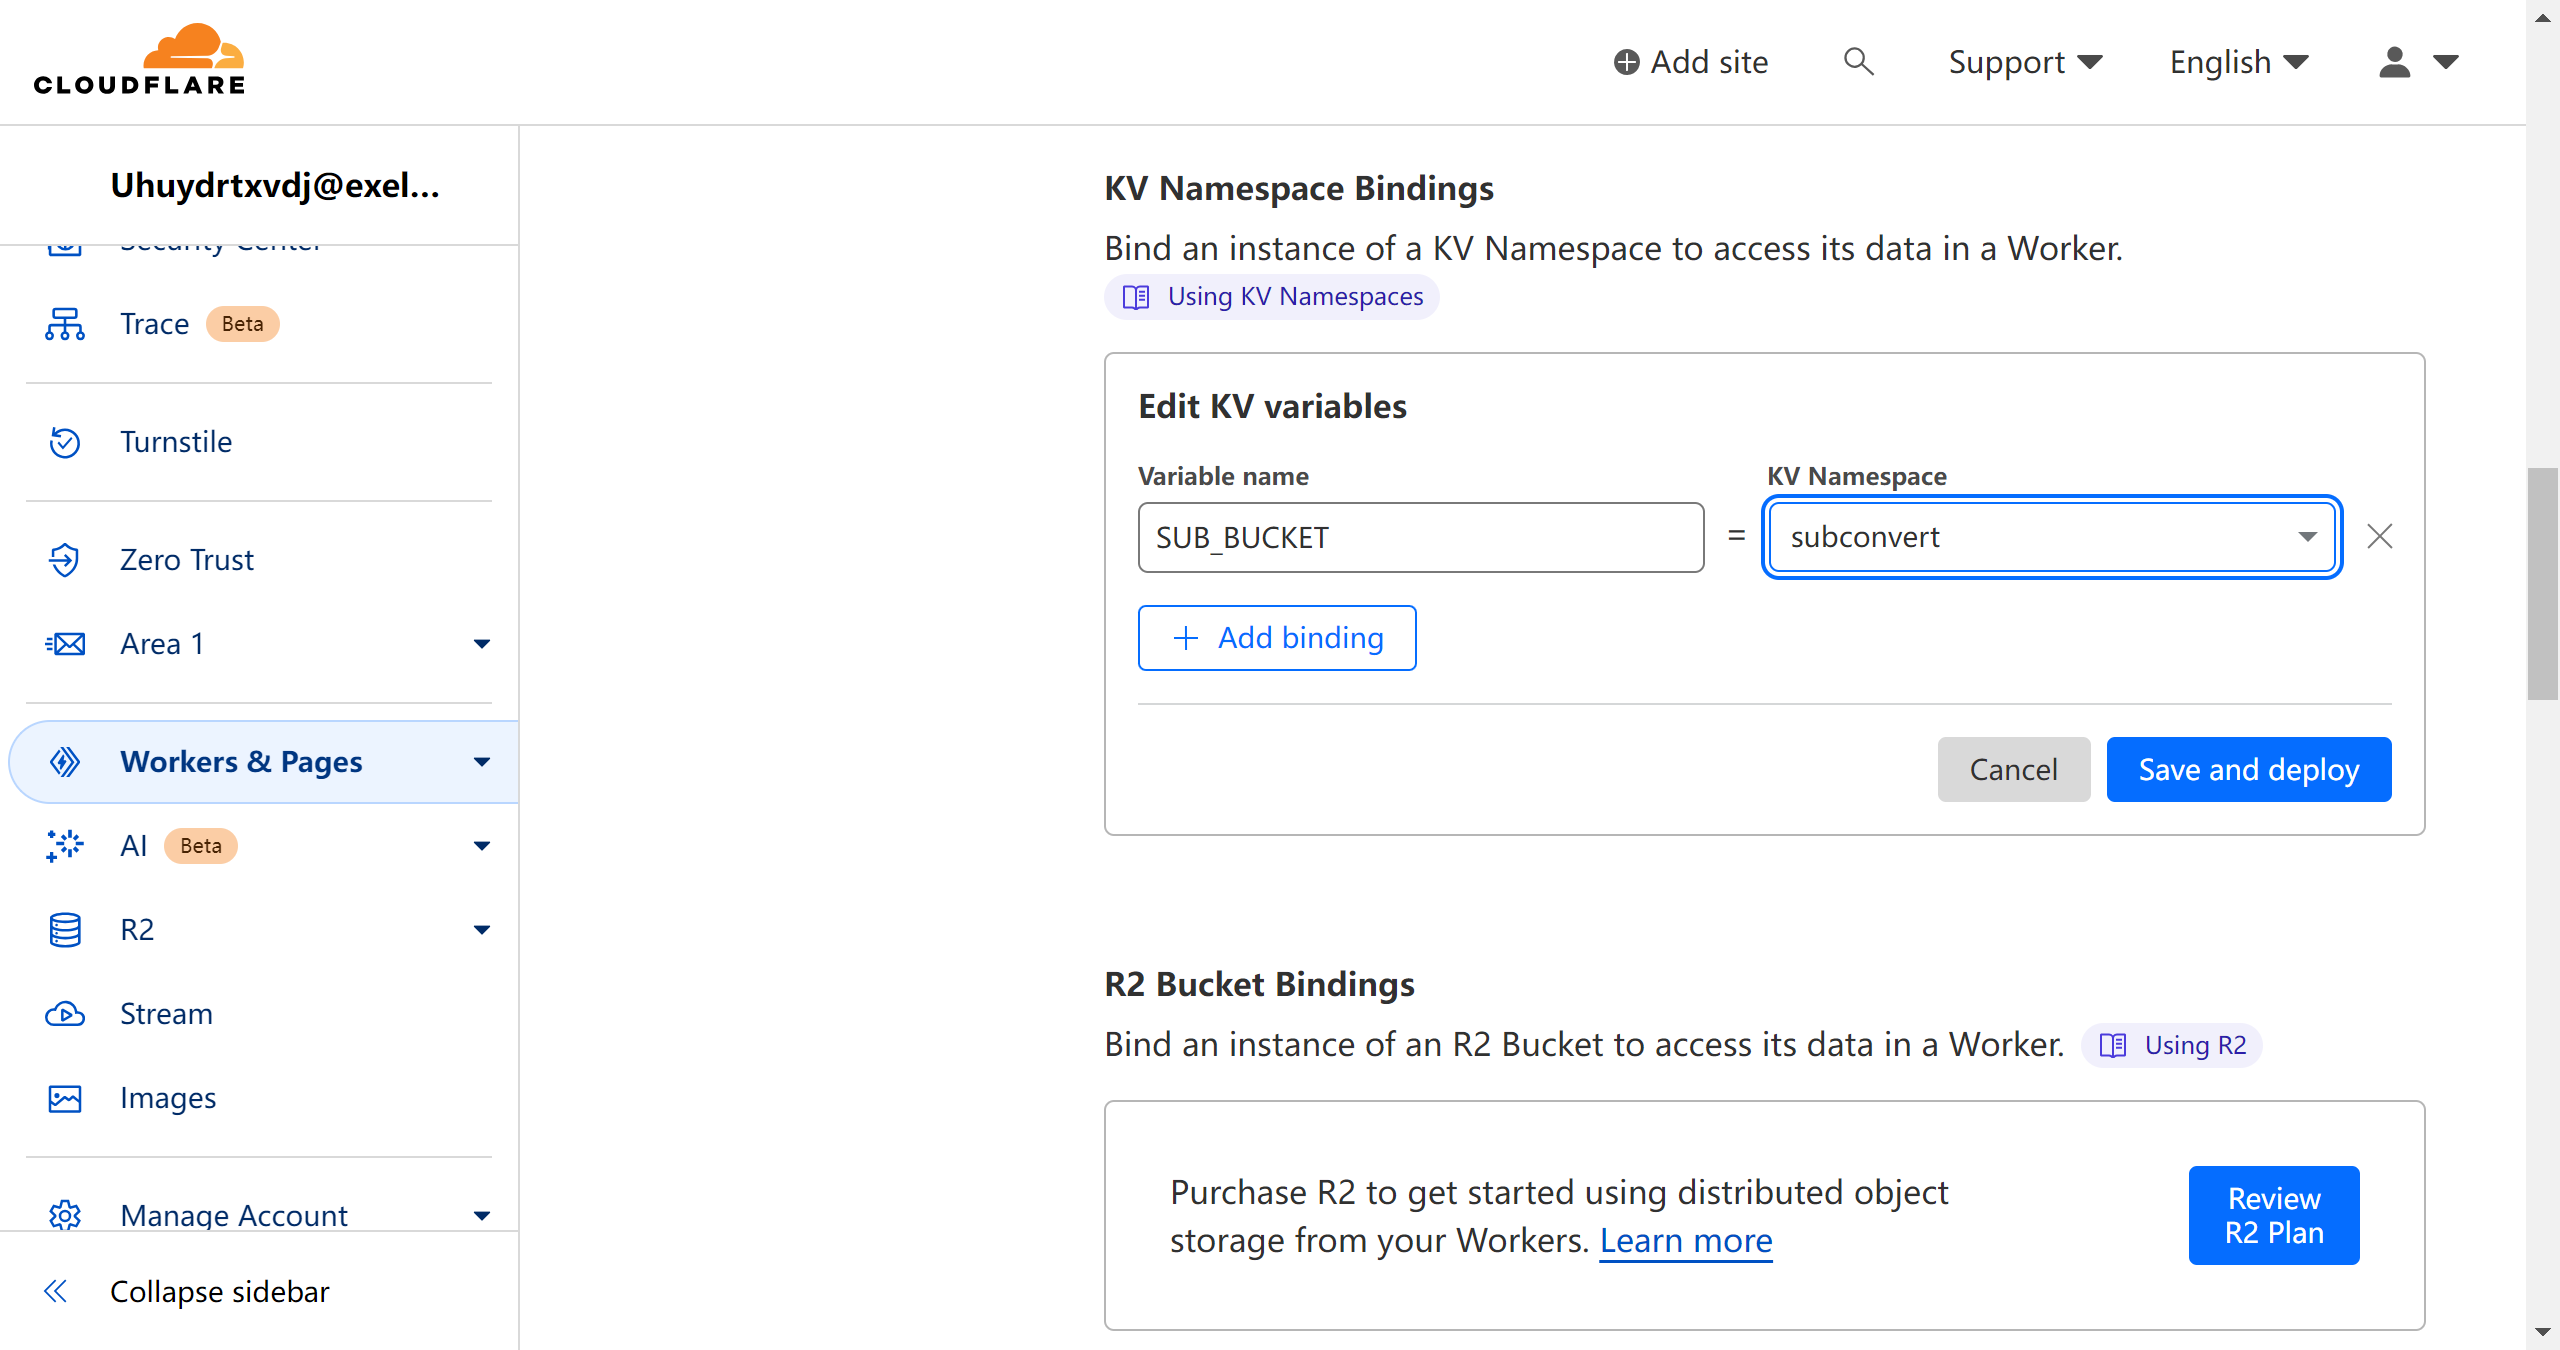 CLOUDFLARE
Add site
Support
English
Uhuydrtxvdj@exel...
Security Center
Trace Beta
Turnstile
Zero Trust
Area 1
Workers & Pages
AI Beta
R2
Stream
Images
Manage Account
Collapse sidebar
KV Namespace Bindings
Bind an instance of a KV Namespace to access its data in a Worker.
Using KV Namespaces
Edit KV variables
Variable name
KV Namespace
SUB_BUCKET = subconvert
Add binding
Cancel
Save and deploy
R2 Bucket Bindings
Bind an instance of an R2 Bucket to access its data in a Worker. Using R2
Purchase R2 to get started using distributed object
storage from your Workers. Learn more
Review
R2 Plan